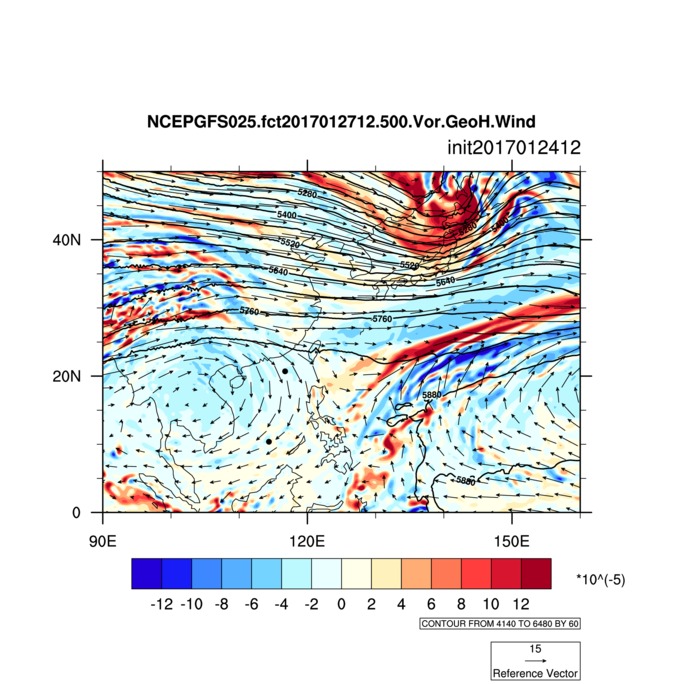 NCEPGFS025.fct2017012712.500.Vor.GeoH.Wind
init2017012412
5280
5400
5520
5640
5760
5520
5640
5760
5880
5880
40N
20N
0
90E 120E 150E
-12 -10 -8 -6 -4 -2 0 2 4 6 8 10 12
*10^(-5)
CONTOUR FROM 4140 TO 6480 BY 60
15
Reference Vector